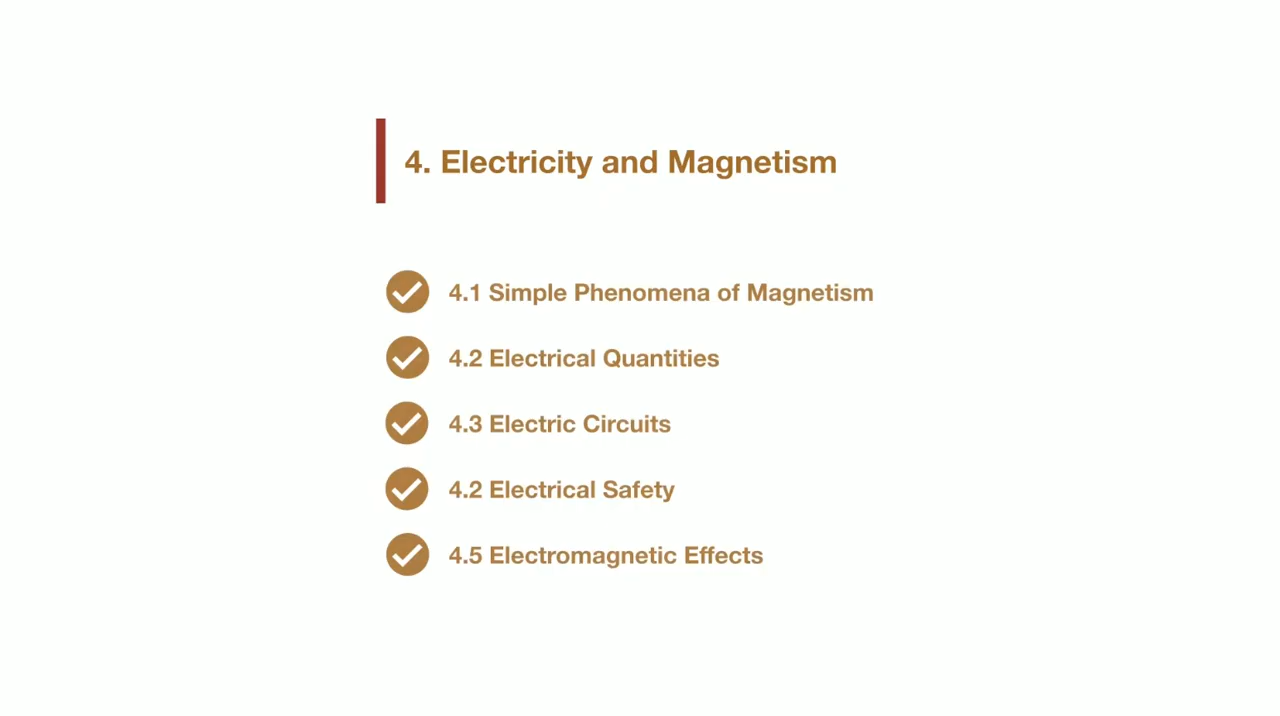 4. Electricity and Magnetism
4.1 Simple Phenomena of Magnetism
4.2 Electrical Quantities
4.3 Electric Circuits
4.2 Electrical Safety
4.5 Electromagnetic Effects